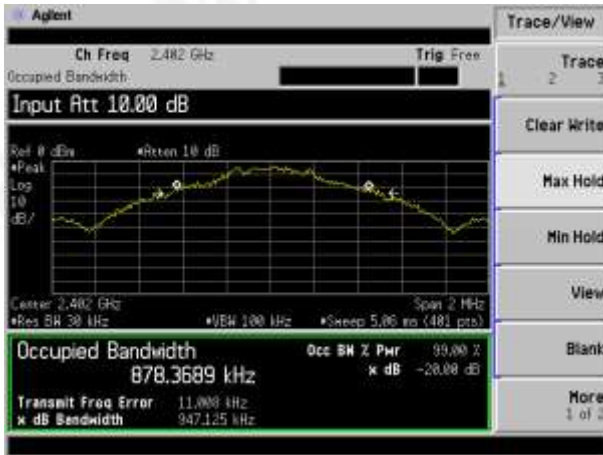 Agilent
Trace/View
Ch Freq 2.402 GHz Trig Free
Occupied Bandwidth
Trace
1 2 3
Input Att 10.00 dB
Clear Write
Ref 0 dBm #Atten 10 dB
#Peak
Log
10
dB/
Max Hold
Min Hold
View
Center 2.402 GHz Span 2 MHz
#Res BW 30 kHz #VBW 100 kHz #Sweep 5.06 ms (401 pts)
Occupied Bandwidth Occ BW % Pwr 99.00 %
878.3689 kHz x dB -20.00 dB
Blank
Transmit Freq Error 11.008 kHz
x dB Bandwidth 947.125 kHz
More
1 of 2